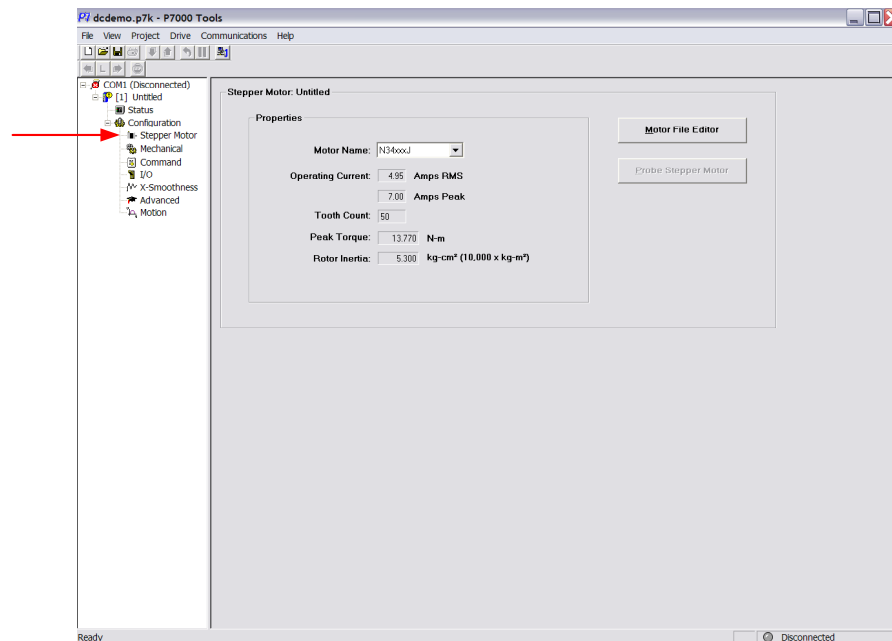 P7 dcdemo.p7k - P7000 Tools
File View Project Drive Communications Help
COM1 (Disconnected)
[1] Untitled
Status
Configuration
Stepper Motor
Mechanical
Command
I/O
X-Smoothness
Advanced
Motion
Stepper Motor: Untitled
Properties
Motor Name: N34xxxJ
Operating Current: 4.95 Amps RMS
7.00 Amps Peak
Tooth Count: 50
Peak Torque: 13.770 N-m
Rotor Inertia: 5.300 kg-cm² (10,000 x kg-m²)
Motor File Editor
Probe Stepper Motor
Ready
Disconnected